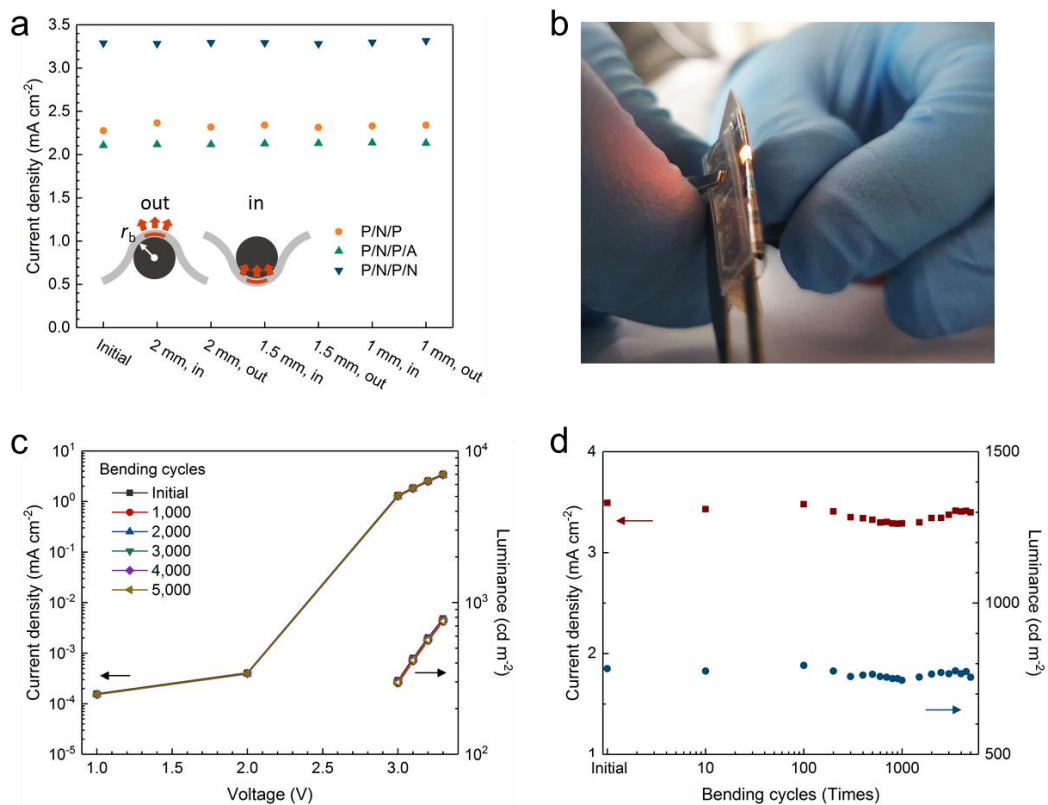 a
3.5
3.0
2.5
2.0
1.5
1.0
0.5
0.0
Current density (mA cm⁻²)
out
in
r_b
P/N/P
P/N/P/A
P/N/P/N
Initial
2 mm, in
2 mm, out
1.5 mm, in
1.5 mm, out
1 mm, in
1 mm, out
b
c
10¹
10⁰
10⁻¹
10⁻²
10⁻³
10⁻⁴
10⁻⁵
Current density (mA cm⁻²)
Bending cycles
Initial
1,000
2,000
3,000
4,000
5,000
10⁴
10³
10²
Luminance (cd m⁻²)
1.0
1.5
2.0
2.5
3.0
Voltage (V)
d
4
3
2
1
Current density (mA cm⁻²)
1500
1000
500
Luminance (cd m⁻²)
Initial
10
100
1000
Bending cycles (Times)